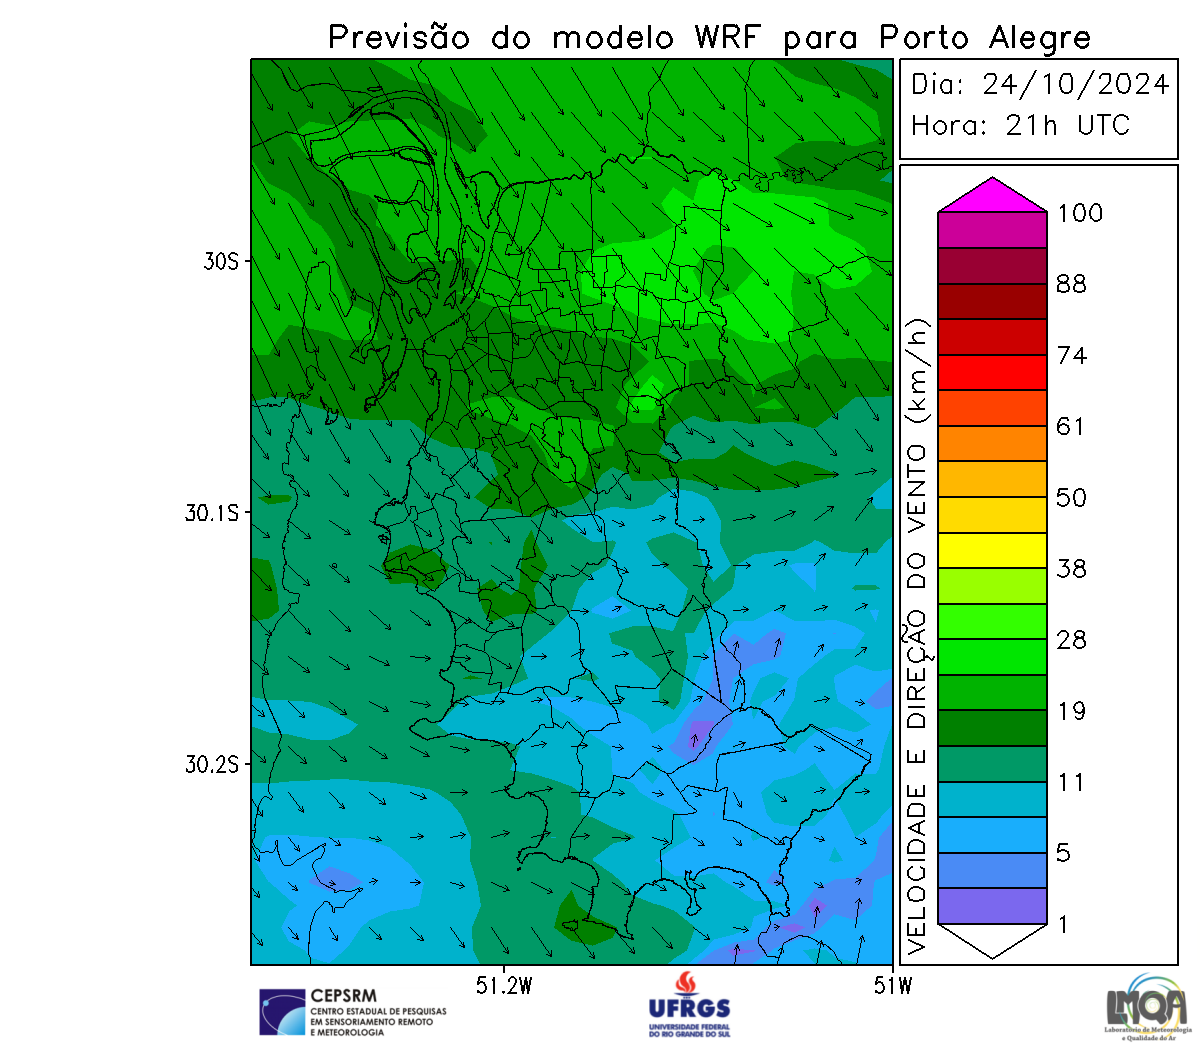 Previsão do modelo WRF para Porto Alegre
Dia: 24/10/2024
Hora: 21h UTC
30S
30.1S
30.2S
51.2W
51W
VELOCIDADE E DIREÇÃO DO VENTO (km/h)
100
88
74
61
50
38
28
19
11
5
1
CEPSRM
CENTRO ESTADUAL DE PESQUISAS
EM SENSORIAMENTO REMOTO
E METEOROLOGIA
UFRGS
UNIVERSIDADE FEDERAL
DO RIO GRANDE DO SUL
LMQA
Laboratório de Meteorologia
e Qualidade do Ar